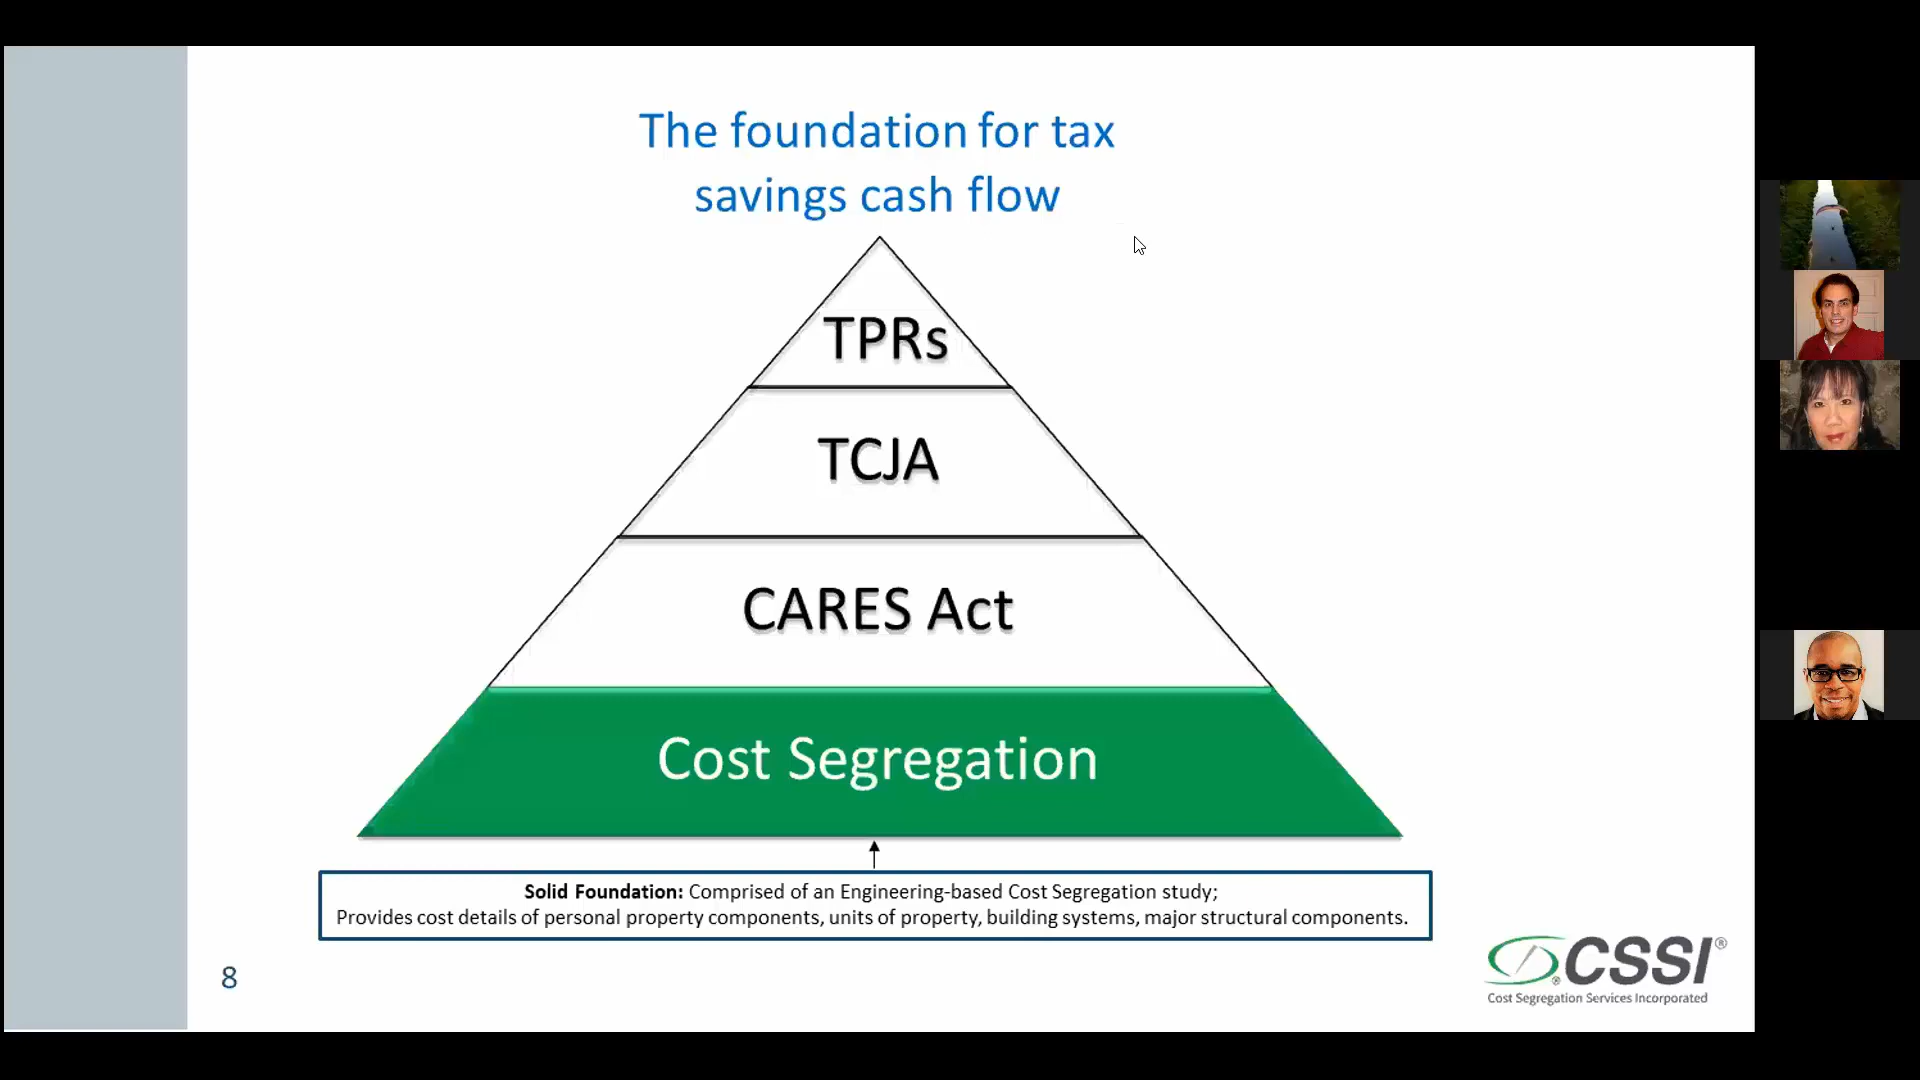 The foundation for tax
savings cash flow
TPRs
TCJA
CARES Act
Cost Segregation
Solid Foundation: Comprised of an Engineering-based Cost Segregation study;
Provides cost details of personal property components, units of property, building systems, major structural components.
8
CSSI®
Cost Segregation Services Incorporated